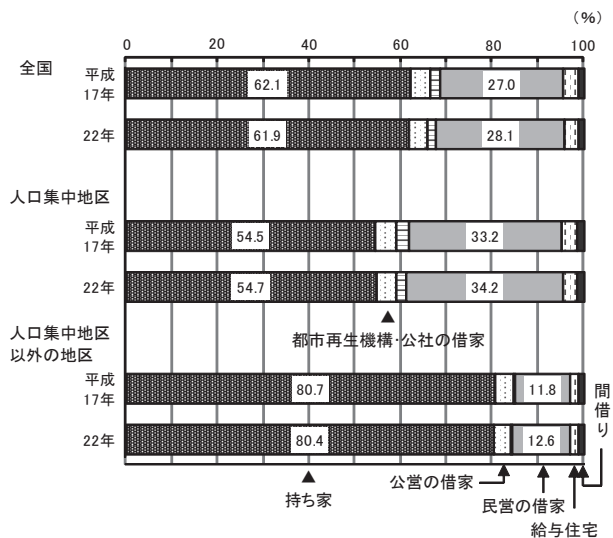 (%)
0 20 40 60 80 100
全国
平成
17年
62.1 27.0
22年
61.9 28.1
人口集中地区
平成
17年
54.5 33.2
22年
54.7 34.2
都市再生機構・公社の借家
人口集中地区
以外の地区
平成
17年
80.7 11.8
22年
80.4 12.6
間借り
持ち家
公営の借家
民営の借家
給与住宅